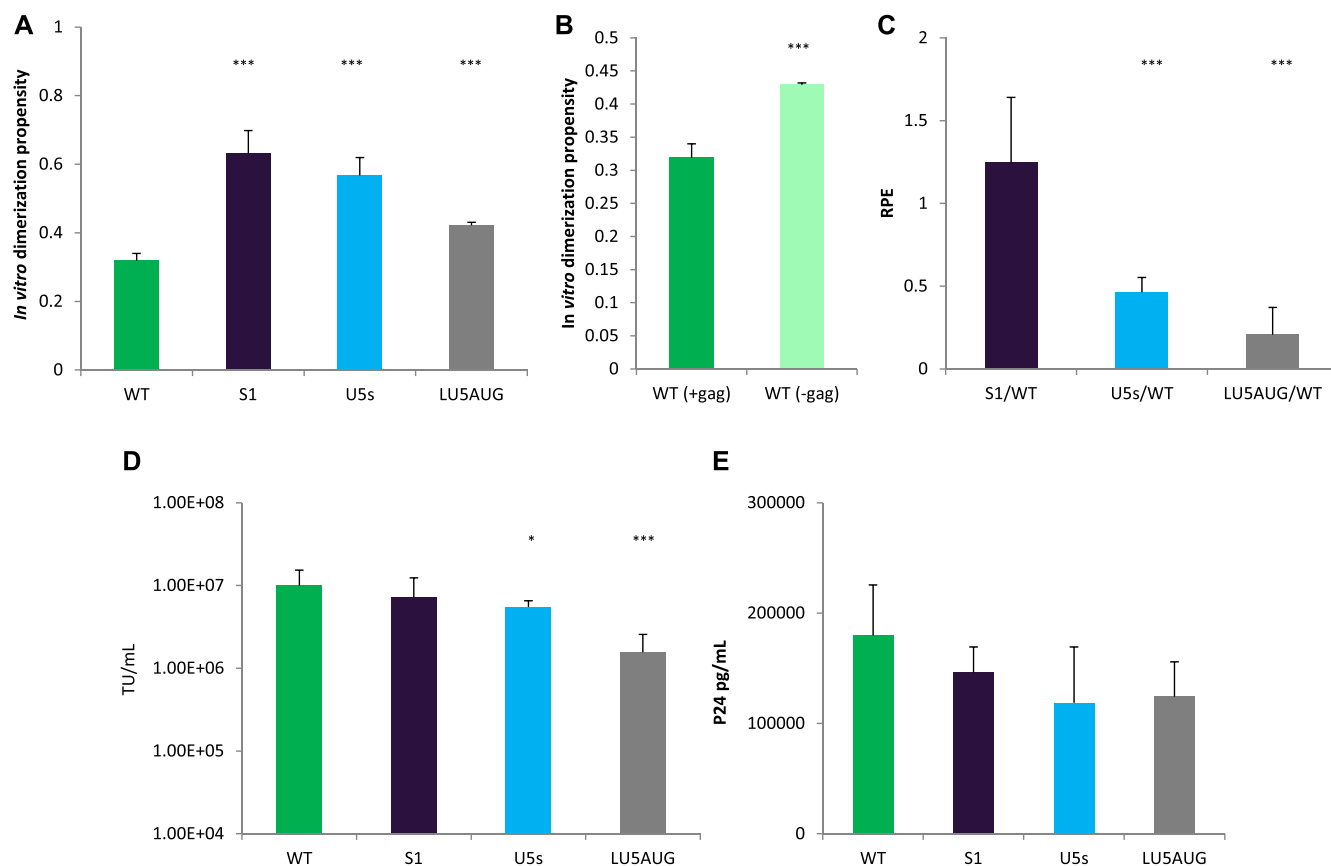 A
In vitro dimerization propensity
1
0.8
0.6
0.4
0.2
0
***
***
***
WT
S1
U5s
LU5AUG
B
In vitro dimerization propensity
0.5
0.45
0.4
0.35
0.3
0.25
0.2
0.15
0.1
0.05
0
***
WT (+gag)
WT (-gag)
C
RPE
2
1.5
1
0.5
0
***
***
S1/WT
U5s/WT
LU5AUG/WT
D
TU/mL
1.00E+08
1.00E+07
1.00E+06
1.00E+05
1.00E+04
*
***
WT
S1
U5s
LU5AUG
E
P24 pg/mL
300000
200000
100000
0
WT
S1
U5s
LU5AUG